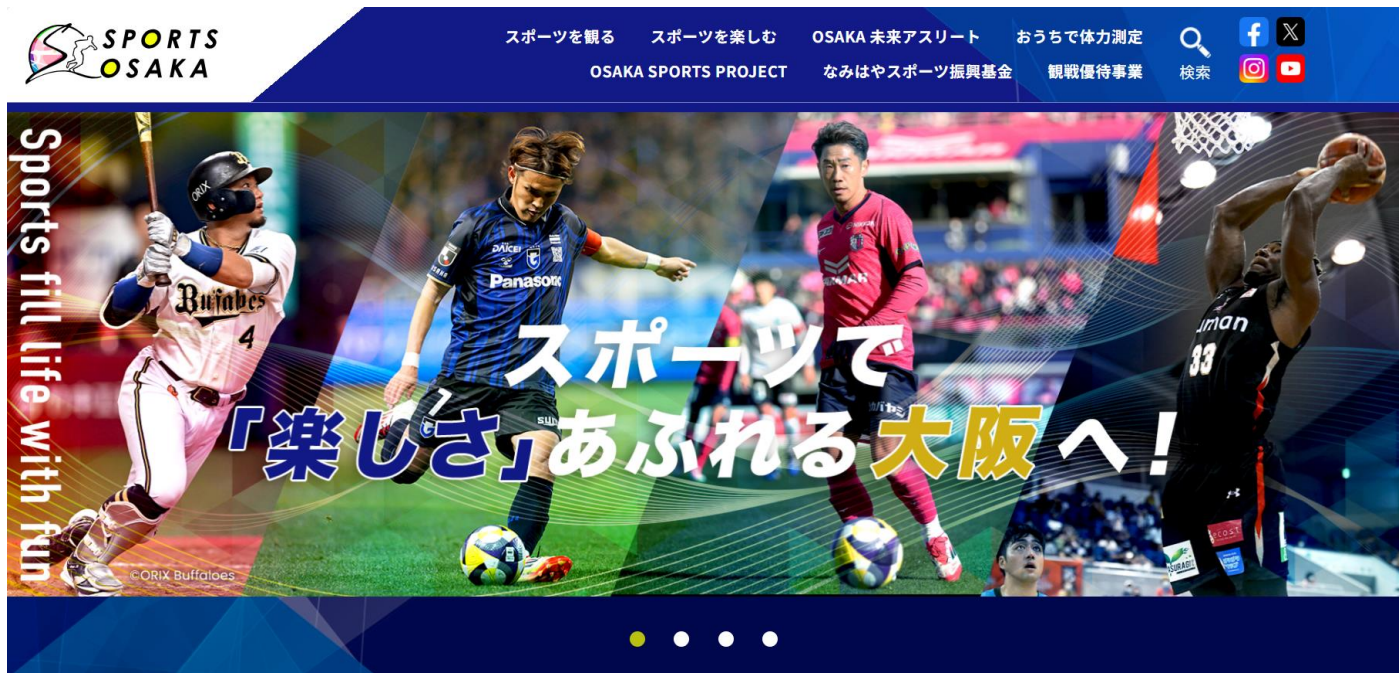 SPORTS
OSAKA
スポーツを観る
スポーツを楽しむ
OSAKA 未来アスリート
おうちで体力測定
OSAKA SPORTS PROJECT
なみはやスポーツ振興基金
観戦優待事業
検索
Sports fill life with fun
ORIX
Buffaloes
4
©ORIX Buffaloes
DAICEL
Panasonic
7
33
スポーツで
「楽しさ」あふれる大阪へ！